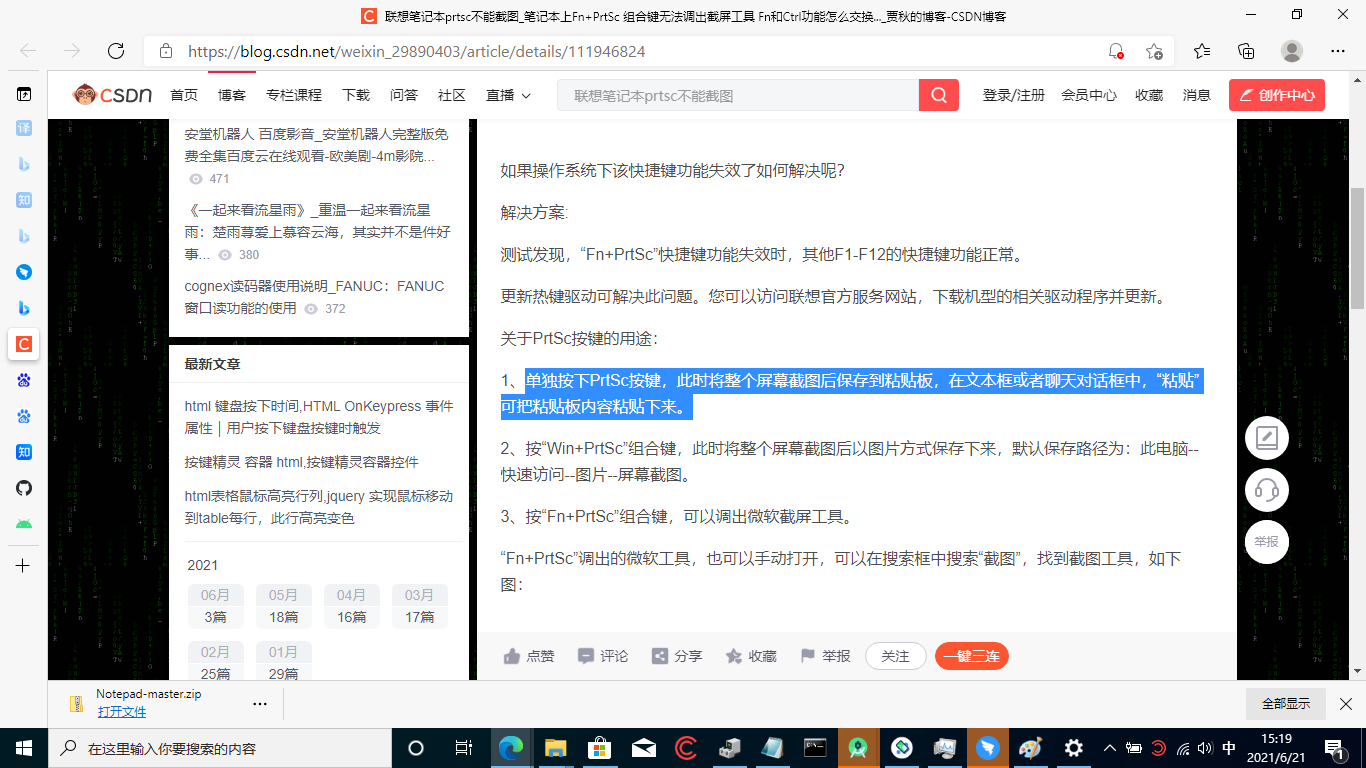 联想笔记本prtsc不能截图_笔记本上Fn+PrtSc 组合键无法调出截屏工具 Fn和Ctrl功能怎么交换..._贾秋的博客-CSDN博客
https://blog.csdn.net/weixin_29890403/article/details/111946824
CSDN 首页 博客 专栏课程 下载 问答 社区 直播 联想笔记本prtsc不能截图 登录/注册 会员中心 收藏 消息 创作中心
安堂机器人 百度影音_安堂机器人完整版免
费全集百度云在线观看-欧美剧-4m影院...
471
《一起来看流星雨》_重温一起来看流星
雨：楚雨荨爱上慕容云海，其实并不是件好
事... 380
cognex读码器使用说明_FANUC：FANUC
窗口读功能的使用 372
最新文章
html 键盘按下时间,HTML OnKeypress 事件
属性 | 用户按下键盘按键时触发
按键精灵 容器 html,按键精灵容器控件
html表格鼠标高亮行列,jquery 实现鼠标移动
到table每行，此行高亮变色
2021
06月 05月 04月 03月
3篇 18篇 16篇 17篇
02月 01月
25篇 29篇
如果操作系统下该快捷键功能失效了如何解决呢?
解决方案:
测试发现，“Fn+PrtSc”快捷键功能失效时，其他F1-F12的快捷键功能正常。
更新热键驱动可解决此问题。您可以访问联想官方服务网站，下载机型的相关驱动程序并更新。
关于PrtSc按键的用途：
1、单独按下PrtSc按键，此时将整个屏幕截图后保存到粘贴板，在文本框或者聊天对话框中，“粘贴”
可把粘贴板内容粘贴下来。
2、按“Win+PrtSc”组合键，此时将整个屏幕截图后以图片方式保存下来，默认保存路径为：此电脑--
快速访问--图片--屏幕截图。
3、按“Fn+PrtSc”组合键，可以调出微软截屏工具。
“Fn+PrtSc”调出的微软工具，也可以手动打开，可以在搜索框中搜索“截图”，找到截图工具，如下
图：
点赞 评论 分享 收藏 举报 关注 一键三连
举报
译
知
知
Notepad-master.zip
打开文件
全部显示
在这里输入你要搜索的内容
中
15:19
2021/6/21
1